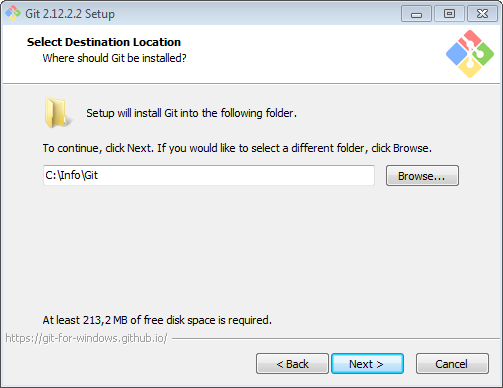 Git 2.12.2.2 Setup
Select Destination Location
Where should Git be installed?
Setup will install Git into the following folder.
To continue, click Next. If you would like to select a different folder, click Browse.
C:\Info\Git
Browse...
At least 213,2 MB of free disk space is required.
https://git-for-windows.github.io/
< Back
Next >
Cancel